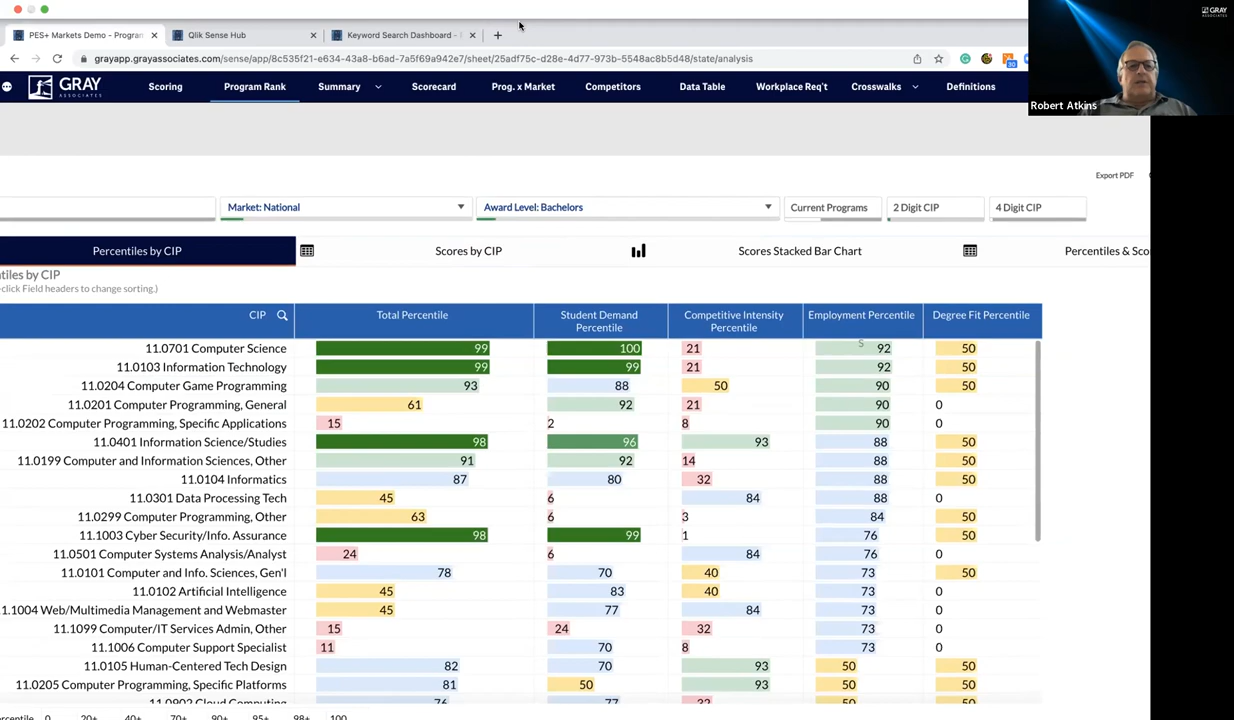 GRAY
ASSOCIATES
PES+ Markets Demo - Program
Qlik Sense Hub
Keyword Search Dashboard -
grayapp.grayassociates.com/sense/app/8c535f21-e634-43a8-b6ad-7a5f69a942e7/sheet/25adf75c-d28e-4d77-973b-5548ac8b5d48/state/analysis
30
GRAY
ASSOCIATES
Scoring
Program Rank
Summary
Scorecard
Prog. x Market
Competitors
Data Table
Workplace Req't
Crosswalks
Definitions
Robert Atkins
Export PDF
Market: National
Award Level: Bachelors
Current Programs
2 Digit CIP
4 Digit CIP
Percentiles by CIP
Scores by CIP
Scores Stacked Bar Chart
Percentiles & Sco
tiles by CIP
-click Field headers to change sorting.)
CIP Total Percentile Student Demand Percentile Competitive Intensity Percentile Employment Percentile Degree Fit Percentile
S
11.0701 Computer Science 99 100 21 92 50
11.0103 Information Technology 99 99 21 92 50
11.0204 Computer Game Programming 93 88 50 90 50
11.0201 Computer Programming, General 61 92 21 90 0
11.0202 Computer Programming, Specific Applications 15 2 8 90 0
11.0401 Information Science/Studies 98 96 93 88 50
11.0199 Computer and Information Sciences, Other 91 92 14 88 50
11.0104 Informatics 87 80 32 88 50
11.0301 Data Processing Tech 45 6 84 88 0
11.0299 Computer Programming, Other 63 6 3 84 50
11.1003 Cyber Security/Info. Assurance 98 99 1 76 50
11.0501 Computer Systems Analysis/Analyst 24 6 84 76 0
11.0101 Computer and Info. Sciences, Gen'l 78 70 40 73 50
11.0102 Artificial Intelligence 45 83 40 73 0
1.1004 Web/Multimedia Management and Webmaster 45 77 84 73 0
11.1099 Computer/IT Services Admin, Other 15 24 32 73 0
11.1006 Computer Support Specialist 11 70 8 73 0
11.0105 Human-Centered Tech Design 82 70 93 50 50
11.0205 Computer Programming, Specific Platforms 81 50 93 50 50
11.0902 Cloud Computing 76 77 32 50 50
ercentile 0 20+ 40+ 70+ 90+ 95+ 98+ 100